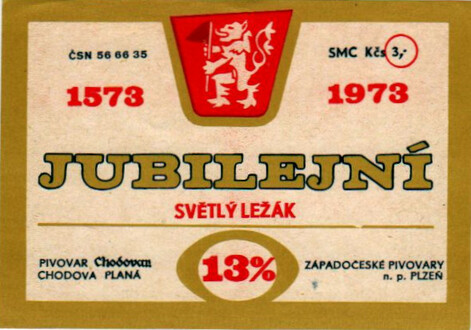 ČSN 56 66 35
SMC Kčs 3,-
1573
1973
JUBILEJNÍ
SVĚTLÝ LEŽÁK
PIVOVAR Chodovan
CHODOVA PLANÁ
13%
ZÁPADOČESKÉ PIVOVARY
n. p. PLZEŇ